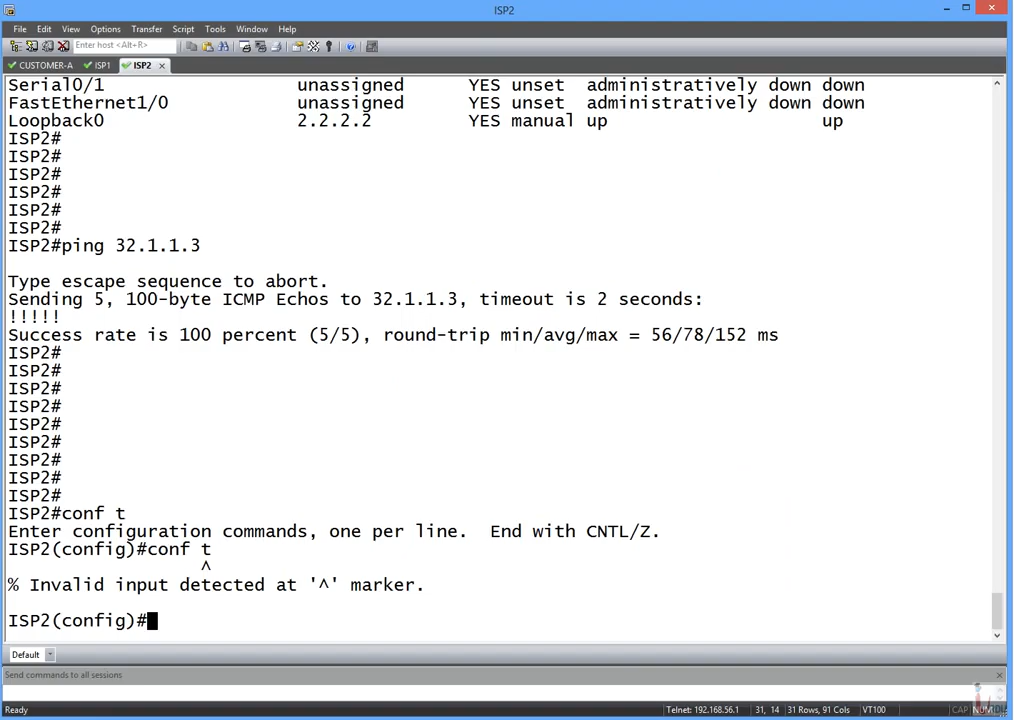 ISP2
File Edit View Options Transfer Script Tools Window Help
Enter host <Alt+R>
CUSTOMER-A ISP1 ISP2
Serial0/1 unassigned YES unset administratively down down
FastEthernet1/0 unassigned YES unset administratively down down
Loopback0 2.2.2.2 YES manual up up
ISP2#
ISP2#
ISP2#
ISP2#
ISP2#
ISP2#
ISP2#ping 32.1.1.3
Type escape sequence to abort.
Sending 5, 100-byte ICMP Echos to 32.1.1.3, timeout is 2 seconds:
!!!!!
Success rate is 100 percent (5/5), round-trip min/avg/max = 56/78/152 ms
ISP2#
ISP2#
ISP2#
ISP2#
ISP2#
ISP2#
ISP2#
ISP2#
ISP2#
ISP2#conf t
Enter configuration commands, one per line.  End with CNTL/Z.
ISP2(config)#conf t
^
% Invalid input detected at '^' marker.
ISP2(config)#
Default
Send commands to all sessions
Ready Telnet: 192.168.56.1 31, 14 31 Rows, 91 Cols VT100 CAP NUM